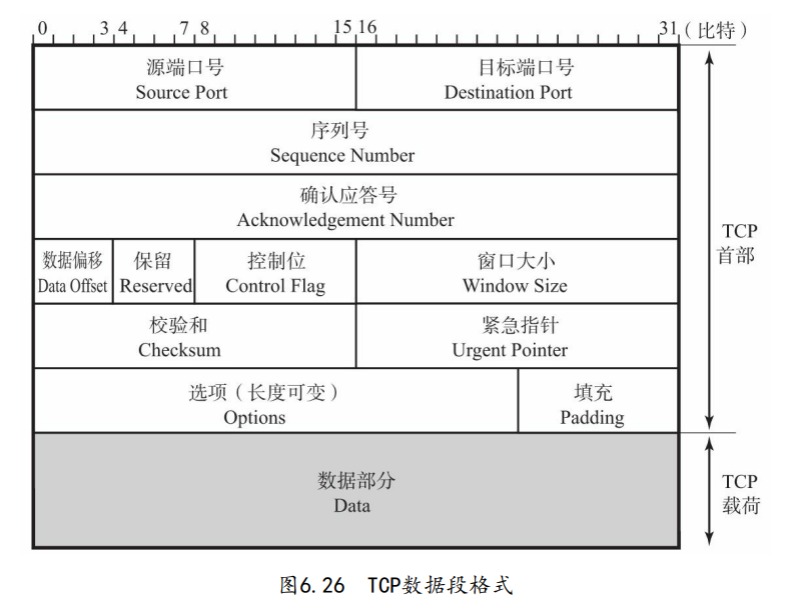 0 3 4 7 8 15 16 31 (比特)
源端口号 目标端口号
Source Port Destination Port
序列号
Sequence Number
确认应答号
Acknowledgement Number
TCP
首部
数据偏移 保留 控制位 窗口大小
Data Offset Reserved Control Flag Window Size
校验和 紧急指针
Checksum Urgent Pointer
选项(长度可变) 填充
Options Padding
数据部分
Data
TCP
载荷
图6.26 TCP数据段格式